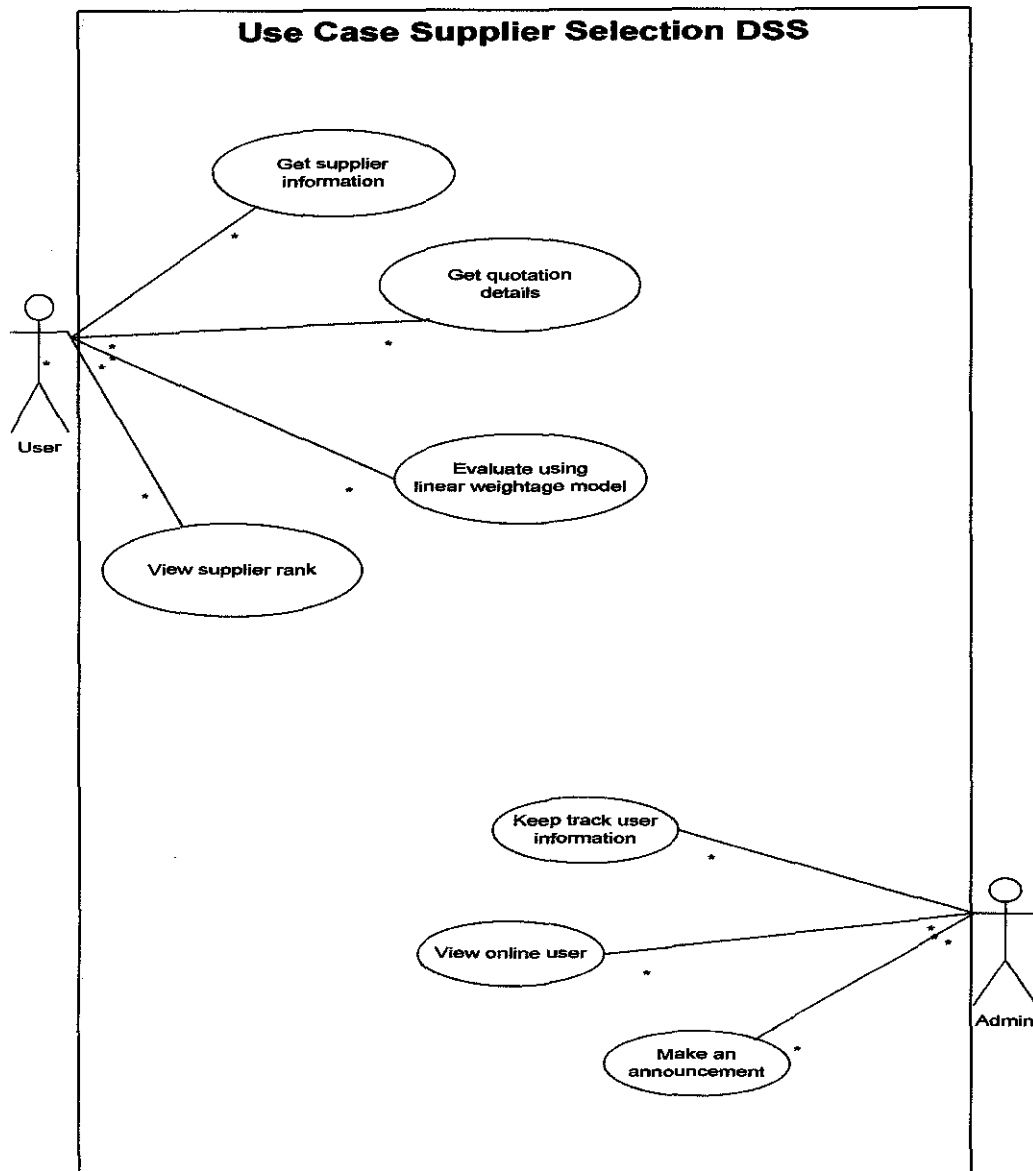 Use Case Supplier Selection DSS
Get supplier
information
*
Get quotation
details
*
*
*
*
*
User
Evaluate using
linear weightage model
*
*
View supplier rank
Keep track user
information
*
View online user
*
*
*
*
Admin
Make an
announcement
*